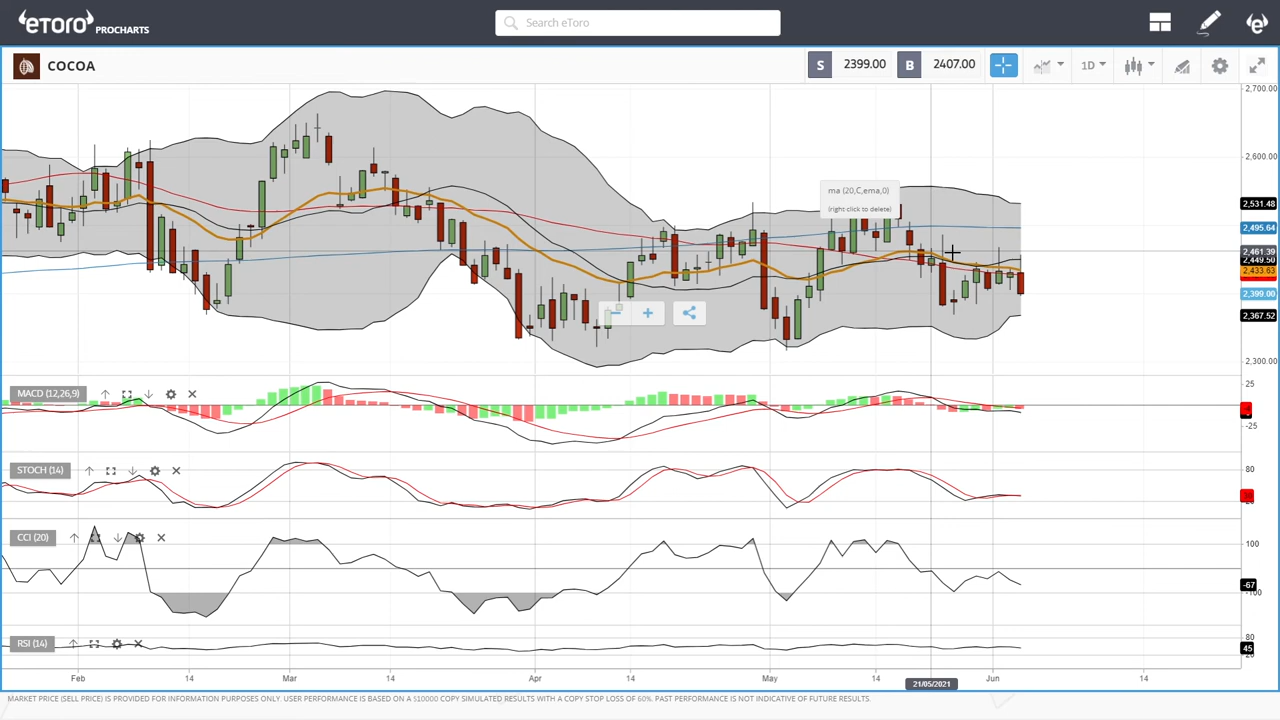 eToro PROCHARTS
Search eToro
COCOA
S 2399.00 B 2407.00
1D
2,700.00
2,600.00
ma (20,C,ema,0)
(right click to delete)
2,531.48
2,495.64
2,461.39
2,449.50
2,433.63
2,399.00
2,367.52
2,300.00
MACD (12,26,9)
25
-25
STOCH (14)
80
CCI (20)
100
-67
-100
RSI (14)
80
45
Feb 14 Mar 14 Apr 14 May 14 21/05/2021 Jun 14
MARKET PRICE (SELL PRICE) IS PROVIDED FOR INFORMATION PURPOSES ONLY. USER PERFORMANCE IS BASED ON A $10000 COPY SIMULATED RESULTS WITH A COPY STOP LOSS OF 60%. PAST PERFORMANCE IS NOT INDICATIVE OF FUTURE RESULTS.